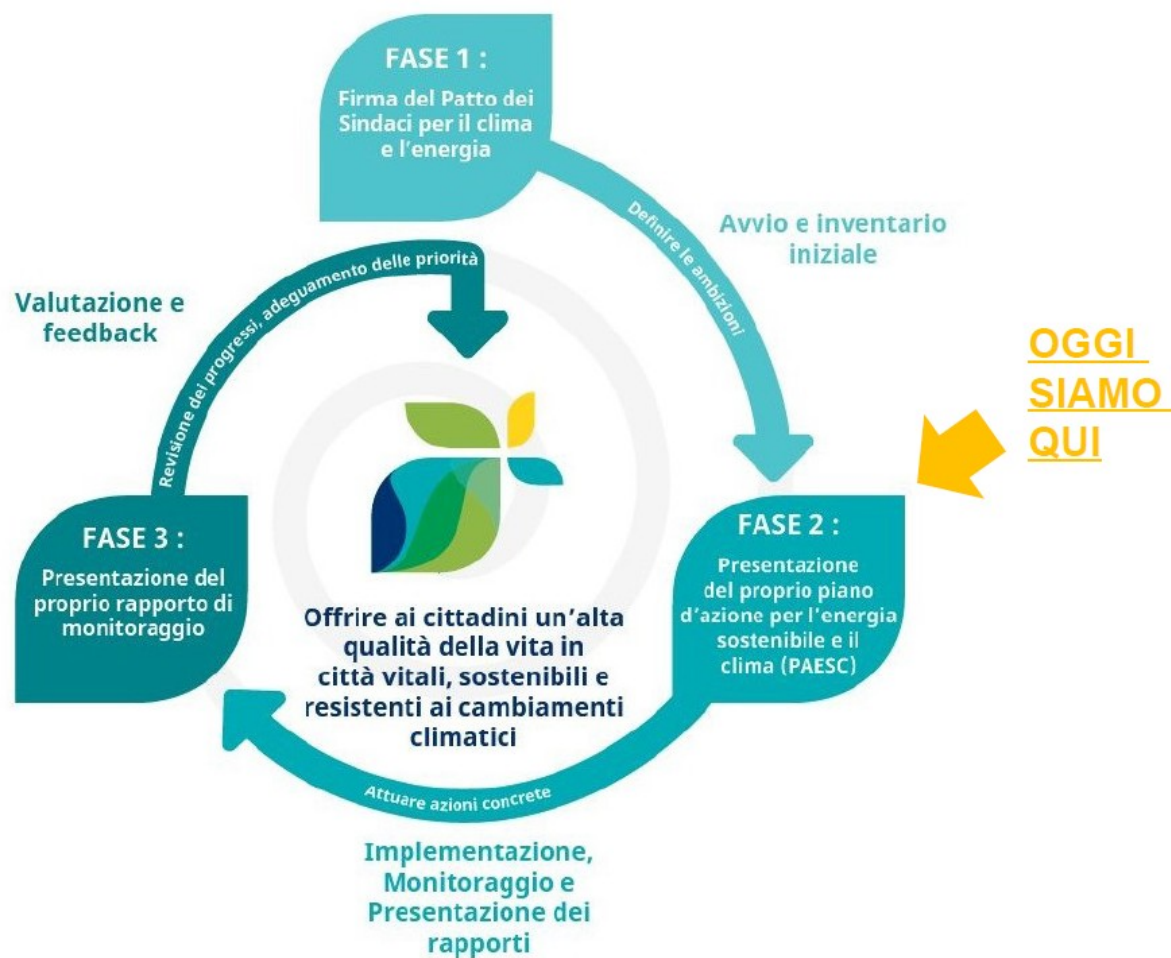 FASE 1 :
Firma del Patto dei
Sindaci per il clima
e l'energia
Definire le ambizioni
Avvio e inventario
iniziale
OGGI
SIAMO
QUI
FASE 2 :
Presentazione
del proprio piano
d'azione per l'energia
sostenibile e il
clima (PAESC)
Attuare azioni concrete
Implementazione,
Monitoraggio e
Presentazione dei
rapporti
FASE 3 :
Presentazione del
proprio rapporto di
monitoraggio
Revisione dei progressi, adeguamento delle priorità
Valutazione e
feedback
Offrire ai cittadini un'alta
qualità della vita in
città vitali, sostenibili e
resistenti ai cambiamenti
climatici